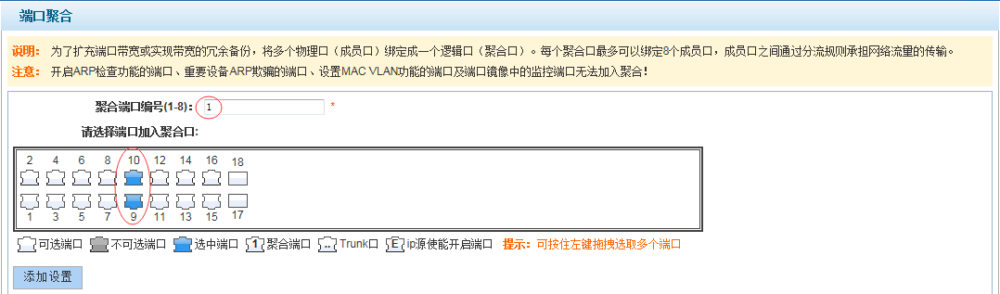 端口聚合
说明： 为了扩充端口带宽或实现带宽的冗余备份，将多个物理口（成员口）绑定成一个逻辑口（聚合口）。每个聚合口最多可以绑定8个成员口，成员口之间通过分流规则承担网络流量的传输。
注意： 开启ARP检查功能的端口、重要设备ARP欺骗的端口、设置MAC VLAN功能的端口及端口镜像中的监控端口无法加入聚合！
聚合端口编号(1-8)： 1 *
请选择端口加入聚合口:
2 4 6 8 10 12 14 16 18
1 3 5 7 9 11 13 15 17
可选端口 不可选端口 选中端口 1 聚合端口 .. Trunk口 E ip源使能开启端口 提示：可按住左键拖拽选取多个端口
添加设置